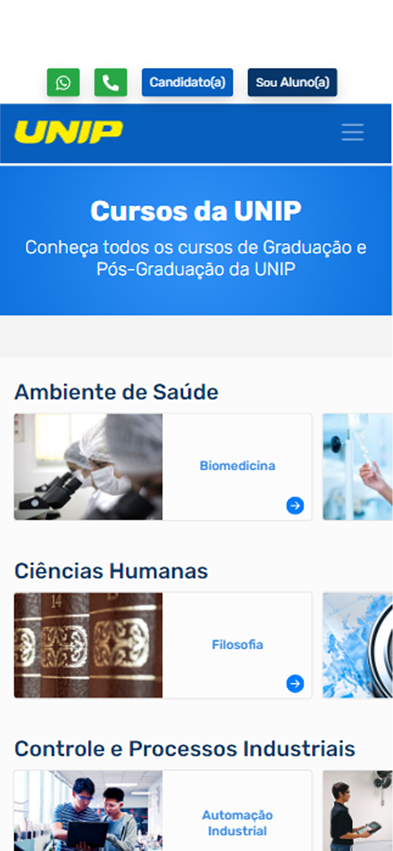 Candidato(a)
Sou Aluno(a)
UNIP
Cursos da UNIP
Conheça todos os cursos de Graduação e
Pós-Graduação da UNIP
Ambiente de Saúde
Biomedicina
Ciências Humanas
14
Filosofia
Controle e Processos Industriais
Automação
Industrial